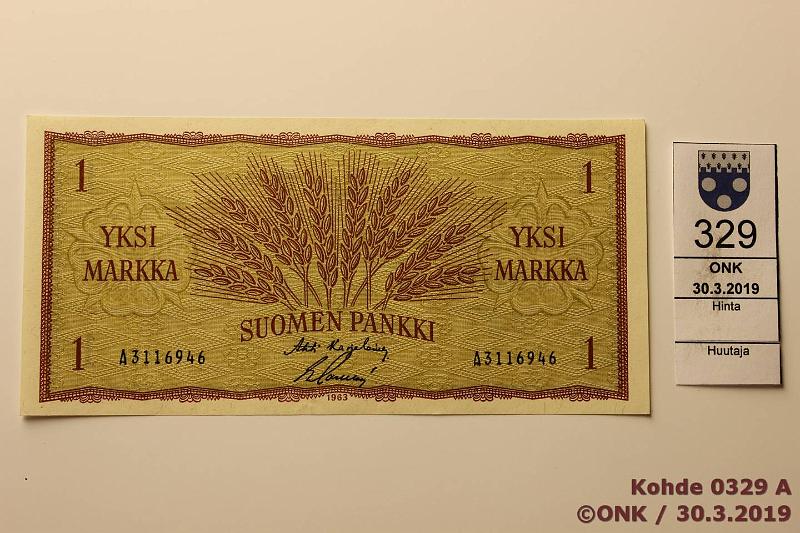 1 1
YKSI MARKKA
YKSI MARKKA
SUOMEN PANKKI
1 A3116946 A3116946 1
1963
329
ONK
30.3.2019
Hinta
Huutaja
Kohde 0329 A
©ONK / 30.3.2019